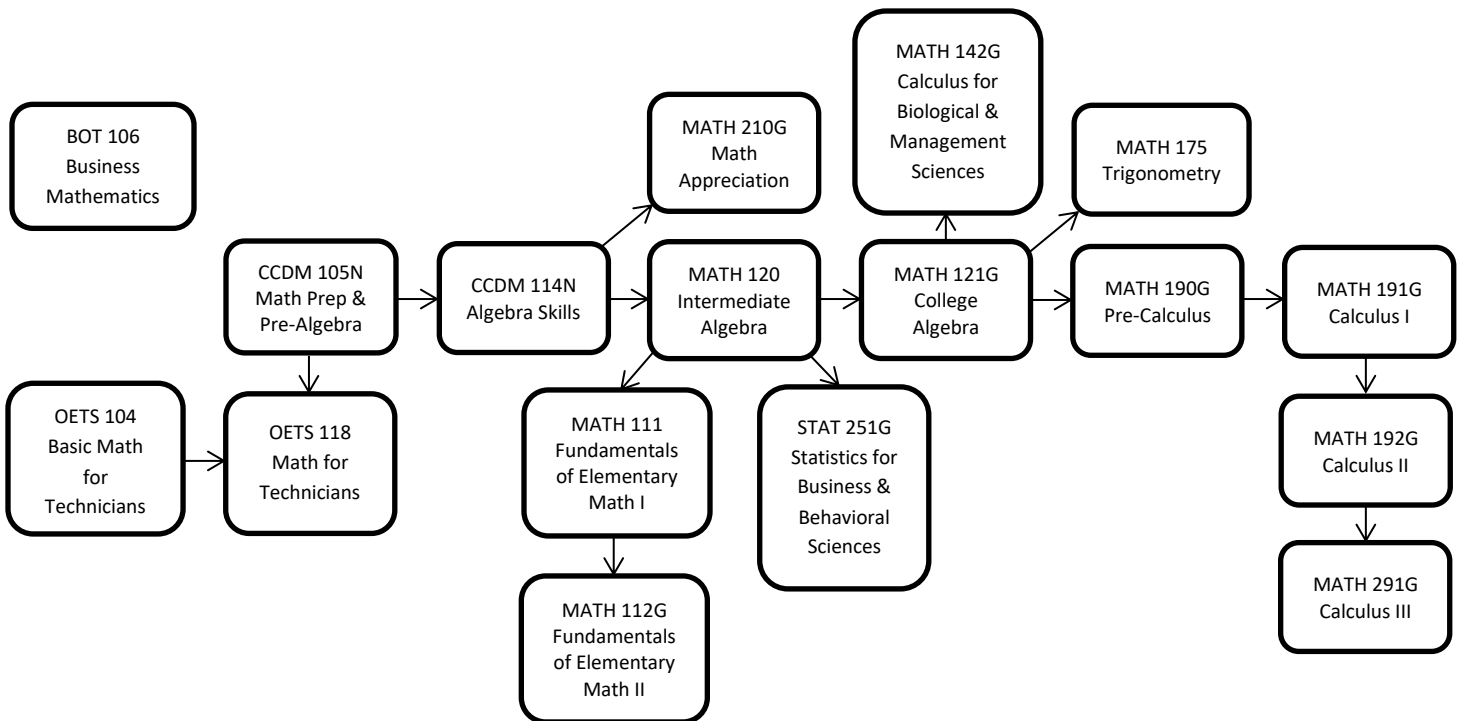 BOT 106
Business
Mathematics
MATH 210G
Math
Appreciation
MATH 142G
Calculus for
Biological &
Management
Sciences
MATH 175
Trigonometry
CCDM 105N
Math Prep &
Pre-Algebra
CCDM 114N
Algebra Skills
MATH 120
Intermediate
Algebra
MATH 121G
College
Algebra
MATH 190G
Pre-Calculus
MATH 191G
Calculus I
OETS 104
Basic Math
for
Technicians
OETS 118
Math for
Technicians
MATH 111
Fundamentals
of Elementary
Math I
STAT 251G
Statistics for
Business &
Behavioral
Sciences
MATH 192G
Calculus II
MATH 112G
Fundamentals
of Elementary
Math II
MATH 291G
Calculus III